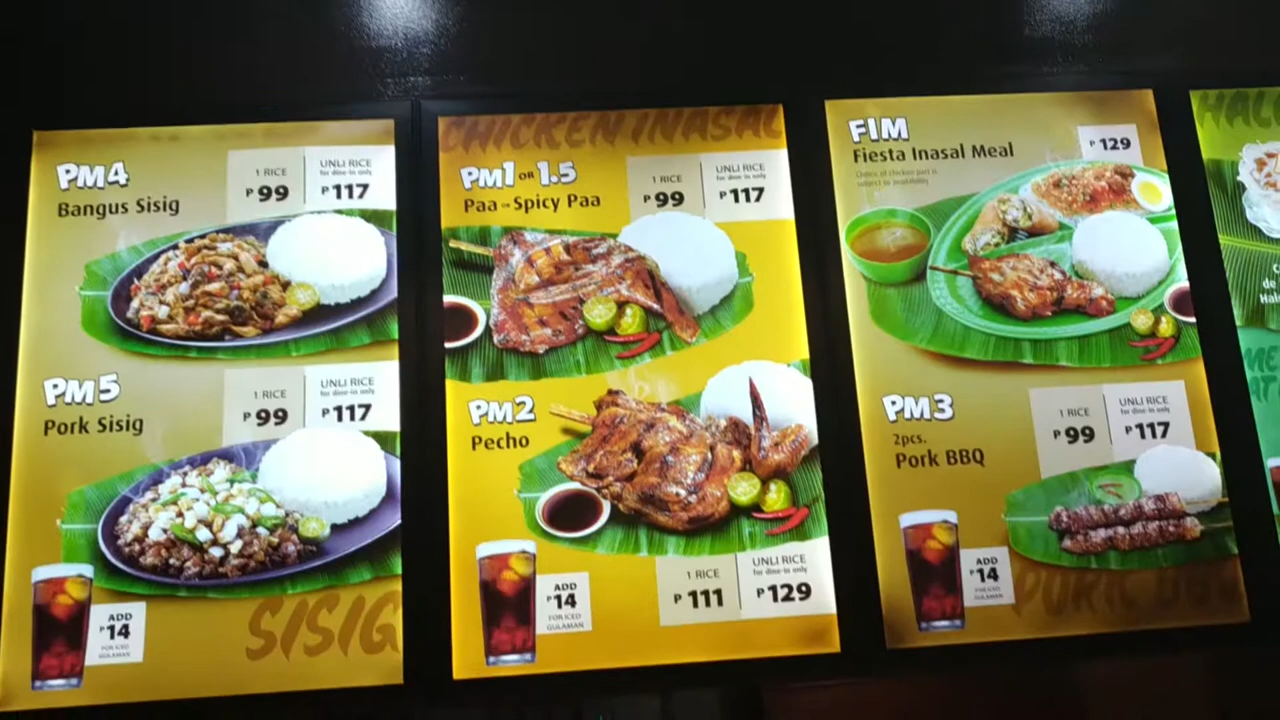 PM4
Bangus Sisig
1 RICE
₱99
UNLI RICE
for dine-in only
₱117
PM5
Pork Sisig
1 RICE
₱99
UNLI RICE
for dine-in only
₱117
ADD
₱14
FOR ICED
GULAMAN
SISIG
CHICKEN INASAL
PM1 OR 1.5
Paa or Spicy Paa
1 RICE
₱99
UNLI RICE
for dine-in only
₱117
PM2
Pecho
ADD
₱14
FOR ICED
GULAMAN
1 RICE
₱111
UNLI RICE
for dine-in only
₱129
FIM
Fiesta Inasal Meal
Choice of chicken part is
subject to availability
₱129
PM3
2pcs.
Pork BBQ
1 RICE
₱99
UNLI RICE
for dine-in only
₱117
ADD
₱14
FOR ICED
GULAMAN
PORK
HAL
de
Hal
ME